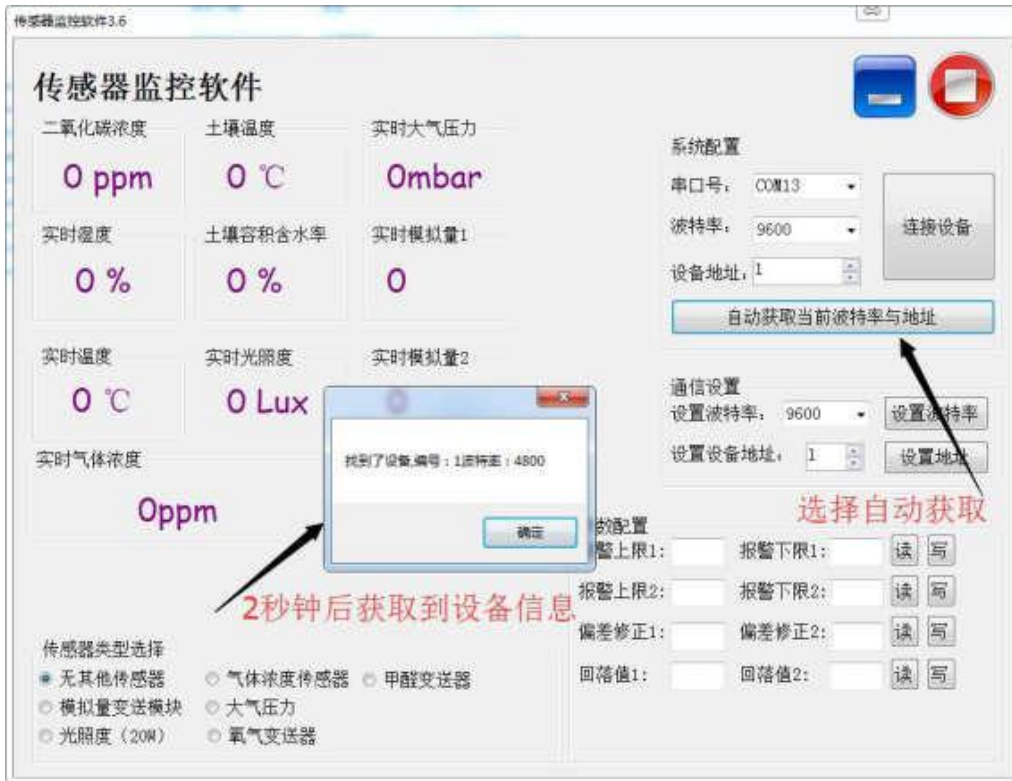 传感器监控软件3.6
传感器监控软件
二氧化碳浓度 土壤温度 实时大气压力
0 ppm 0 ℃ 0mbar
实时湿度 土壤容积含水率 实时模拟量1
0 % 0 % 0
实时温度 实时光照度 实时模拟量2
0 ℃ 0 Lux 0
实时气体浓度
0ppm
系统配置
串口号： COM13
波特率： 9600
设备地址： 1
连接设备
自动获取当前波特率与地址
通信设置
设置波特率： 9600 设置波特率
设置设备地址： 1 设置地址
选择自动获取
找到了设备,编号：1波特率：4800
确定
2秒钟后获取到设备信息
数配置
报警上限1: 报警下限1: 读 写
报警上限2: 报警下限2: 读 写
偏差修正1: 偏差修正2: 读 写
回落值1: 回落值2: 读 写
传感器类型选择
无其他传感器 气体浓度传感器 甲醛变送器
模拟量变送模块 大气压力
光照度（20W） 氧气变送器